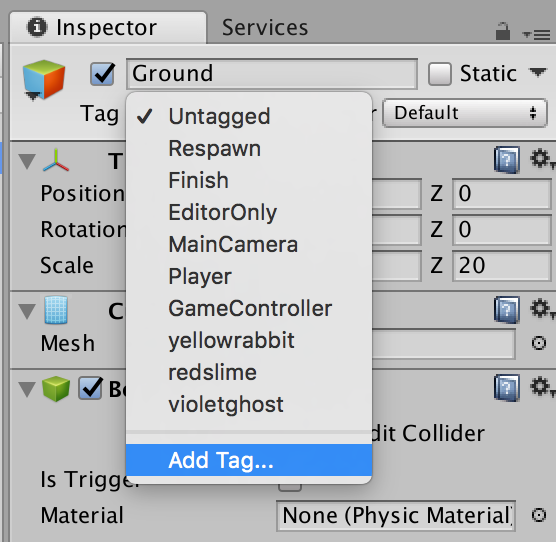 Inspector Services
Ground Static
Tag Default
✓ Untagged
Respawn
Finish
EditorOnly
MainCamera
Player
GameController
yellowrabbit
redslime
violetghost
Add Tag...
Position Z 0
Rotation Z 0
Scale Z 20
Mesh
dit Collider
Is Trigger
Material None (Physic Material)